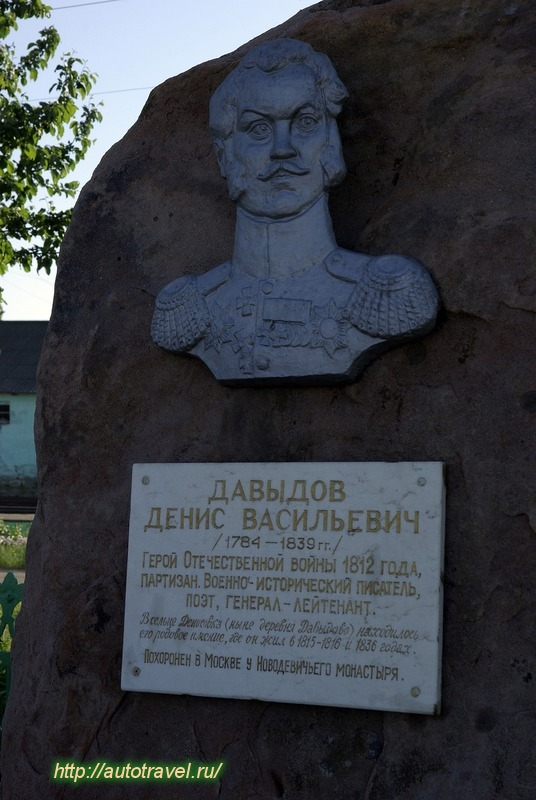 ДАВЫДОВ
ДЕНИС ВАСИЛЬЕВИЧ
/1784—1839 гг./
ГЕРОЙ ОТЕЧЕСТВЕННОЙ ВОЙНЫ 1812 ГОДА,
ПАРТИЗАН. ВОЕННО-ИСТОРИЧЕСКИЙ ПИСАТЕЛЬ,
ПОЭТ, ГЕНЕРАЛ-ЛЕЙТЕНАНТ.
В сельце Денисовка (ныне деревня Давыдово) находилось
его родовое имение, где он жил в 1815-1816 и 1836 годах.
ПОХОРОНЕН В МОСКВЕ У НОВОДЕВИЧЬЕГО МОНАСТЫРЯ.
http://autotravel.ru/